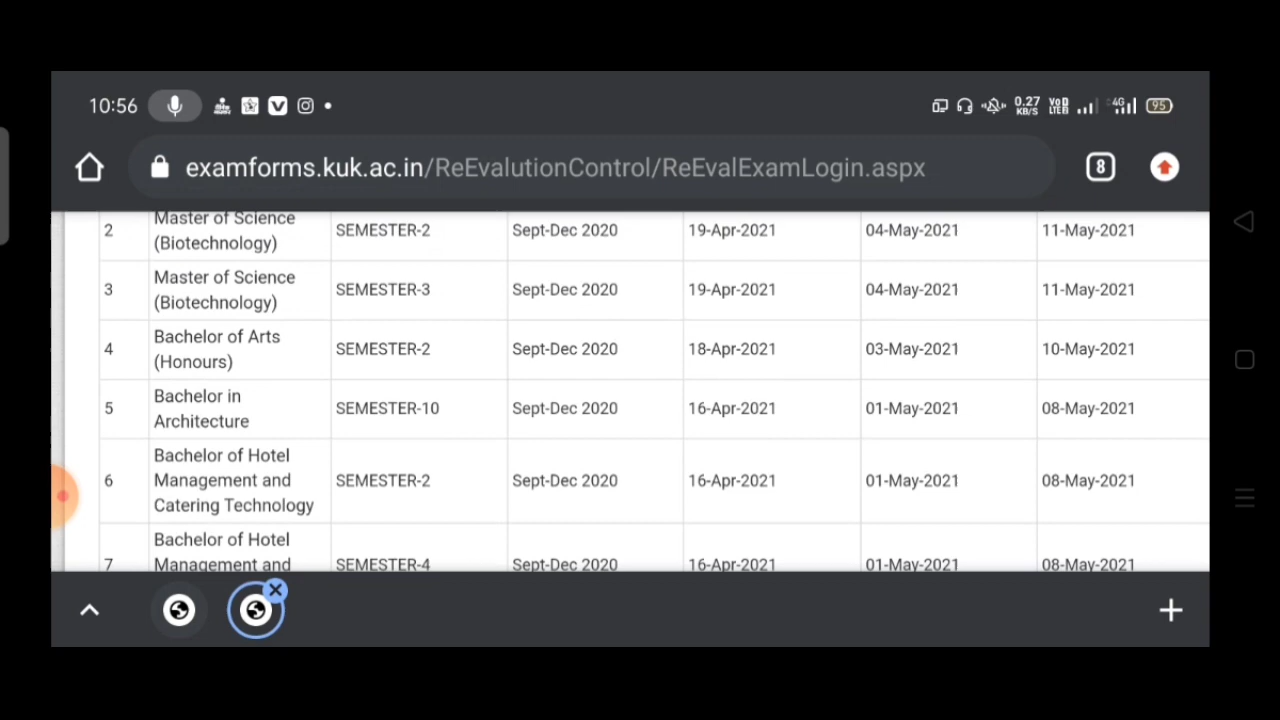 10:56 0.27 KB/S VoD LTE2 4G 95
examforms.kuk.ac.in/ReEvalutionControl/ReEvalExamLogin.aspx 8
2 Master of Science (Biotechnology) SEMESTER-2 Sept-Dec 2020 19-Apr-2021 04-May-2021 11-May-2021
3 Master of Science (Biotechnology) SEMESTER-3 Sept-Dec 2020 19-Apr-2021 04-May-2021 11-May-2021
4 Bachelor of Arts (Honours) SEMESTER-2 Sept-Dec 2020 18-Apr-2021 03-May-2021 10-May-2021
5 Bachelor in Architecture SEMESTER-10 Sept-Dec 2020 16-Apr-2021 01-May-2021 08-May-2021
6 Bachelor of Hotel Management and Catering Technology SEMESTER-2 Sept-Dec 2020 16-Apr-2021 01-May-2021 08-May-2021
7 Bachelor of Hotel Management and SEMESTER-4 Sept-Dec 2020 16-Apr-2021 01-May-2021 08-May-2021